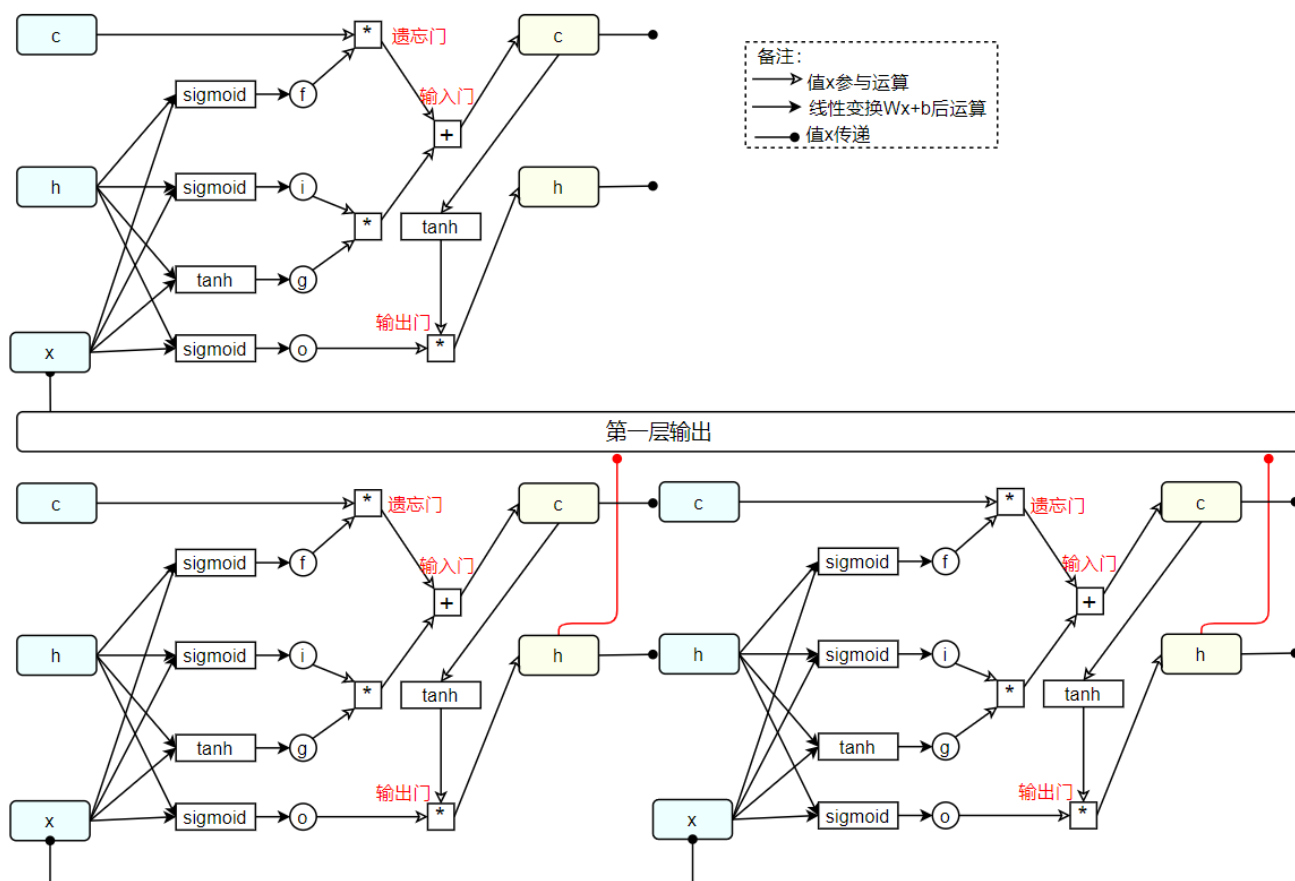 c
*
遗忘门
c
备注:
值x参与运算
线性变换Wx+b后运算
值x传递
sigmoid
f
输入门
+
h
sigmoid
i
*
h
tanh
tanh
g
输出门
x
sigmoid
o
*
第一层输出
c
*
遗忘门
c
c
*
遗忘门
c
sigmoid
f
输入门
+
sigmoid
f
输入门
+
h
sigmoid
i
*
h
tanh
h
sigmoid
i
*
h
tanh
tanh
g
tanh
g
输出门
输出门
x
sigmoid
o
*
x
sigmoid
o
*